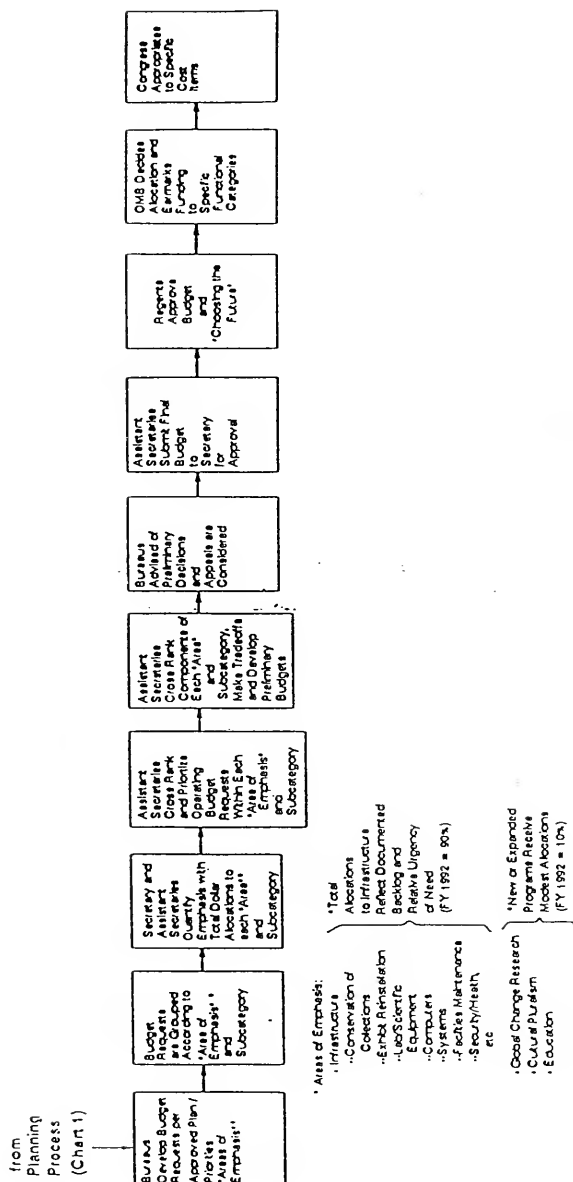 from
Planning
Process
(Chart 1)
Bureaus
Develop Budget
Requests per
Approved Plan /
Priorities
"Areas of
Emphasis"*
Budget
Requests
are Grouped
According to
"Area of
Emphasis"*
and
Subcategory
Secretary and
Assistant
Secretaries
Quantify
Emphasis with
Total Dollar
Allocations to
each "Area"*
and
Subcategory
Assistant
Secretaries
Cross Rank
and Prioritize
Operating
Budget
Requests
Within Each
"Area of
Emphasis"
and
Subcategory
Assistant
Secretaries
Cross Rank
Components of
Each "Area"
and
Subcategory,
Make Tradeoffs
and Develop
Preliminary
Budgets
Bureaus
Advised of
Preliminary
Decisions
and
Appeals are
Considered
Assistant
Secretaries
Submit Final
Budget
to
Secretary
for
Approval
Regents
Approve
Budget
and
"Choosing the
Future"
OMB Decides
Allocation and
Earmarks
Funding
to
Specific
Functional
Categories
Congress
Appropriates
to Specific
Cost
Items
* Areas of Emphasis:
• Infrastructure
••Conservation of
Collections
••Exhibit Reinstallation
••Lab/Scientific
Equipment
••Computers
••Systems
••Facilities Maintenance
••Security/Health,
etc
*Total
Allocations
to Infrastructure
Reflect Documented
Backlog and
Relative Urgency
of Need
(FY 1992 = 90%)
• Global Change Research
• Cultural Pluralism
• Education
*New or Expanded
Programs Receive
Modest Allocations
(FY 1992 = 10%)